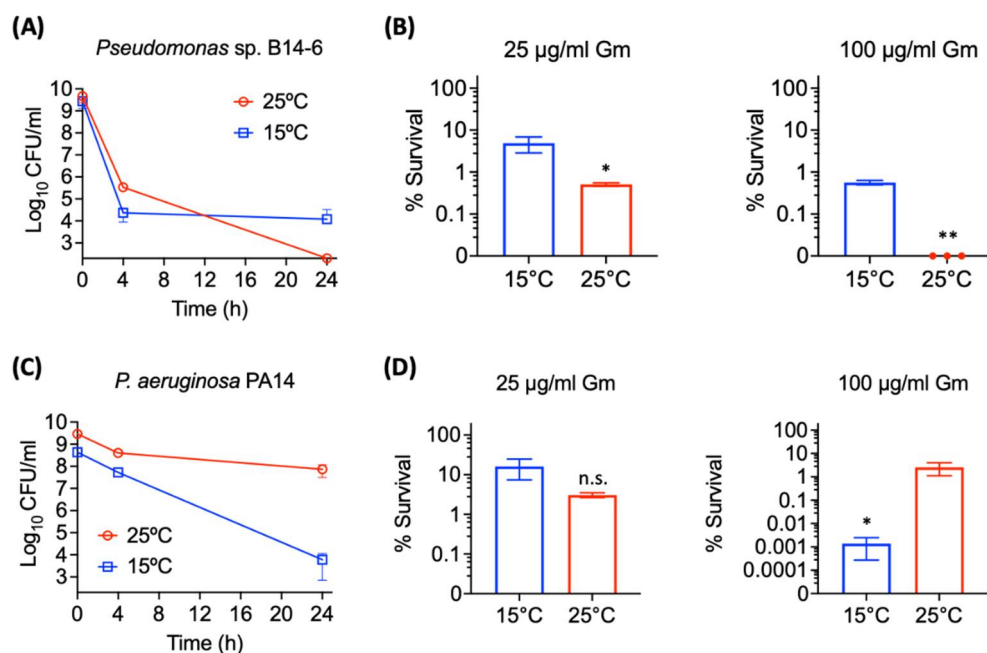 (A)
Pseudomonas sp. B14-6
25ºC
15ºC
Log10 CFU/ml
10
9
8
7
6
5
4
3
0 4 8 12 16 20 24
Time (h)
(B)
25 µg/ml Gm
% Survival
100
10
1
0.1
0
*
15°C 25°C
100 µg/ml Gm
% Survival
100
10
1
0.1
0
**
15°C 25°C
(C)
P. aeruginosa PA14
Log10 CFU/ml
10
9
8
7
6
5
4
3
25ºC
15ºC
0 4 8 12 16 20 24
Time (h)
(D)
25 µg/ml Gm
% Survival
100
10
1
0.1
0
n.s.
15°C 25°C
100 µg/ml Gm
% Survival
100
10
1
0.1
0.01
0.001
0.0001
0
*
15°C 25°C